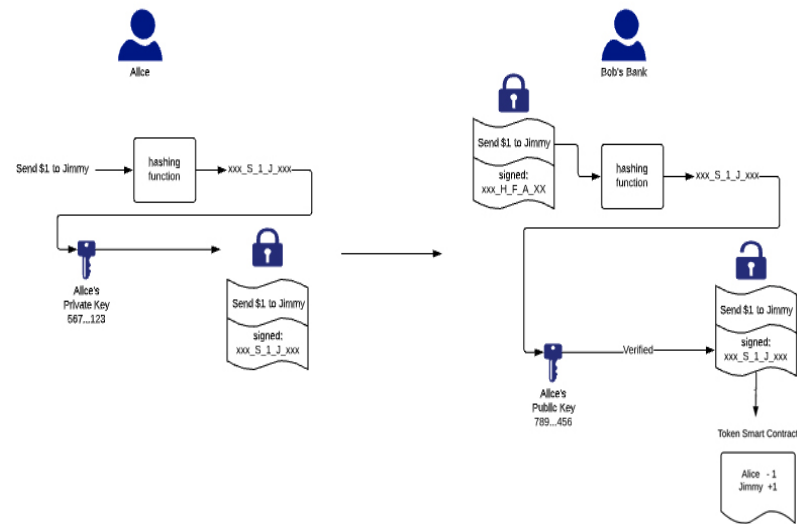 Alice
Send $1 to Jimmy
hashing
function
xxx_S_1_J_xxx
Alice's
Private Key
567...123
Send $1 to Jimmy
signed:
xxx_S_1_J_xxx
Bob's Bank
Send $1 to Jimmy
signed:
xxx_H_F_A_XX
hashing
function
xxx_S_1_J_xxx
Alice's
Public Key
789...456
Verified
Send $1 to Jimmy
signed:
xxx_S_1_J_xxx
Token Smart Contract
Alice - 1
Jimmy +1